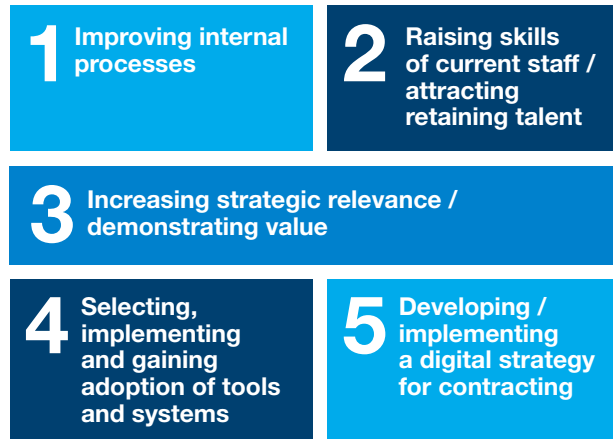 1 Improving internal
processes
2 Raising skills
of current staff /
attracting
retaining talent
3 Increasing strategic relevance /
demonstrating value
4 Selecting,
implementing
and gaining
adoption of tools
and systems
5 Developing /
implementing
a digital strategy
for contracting